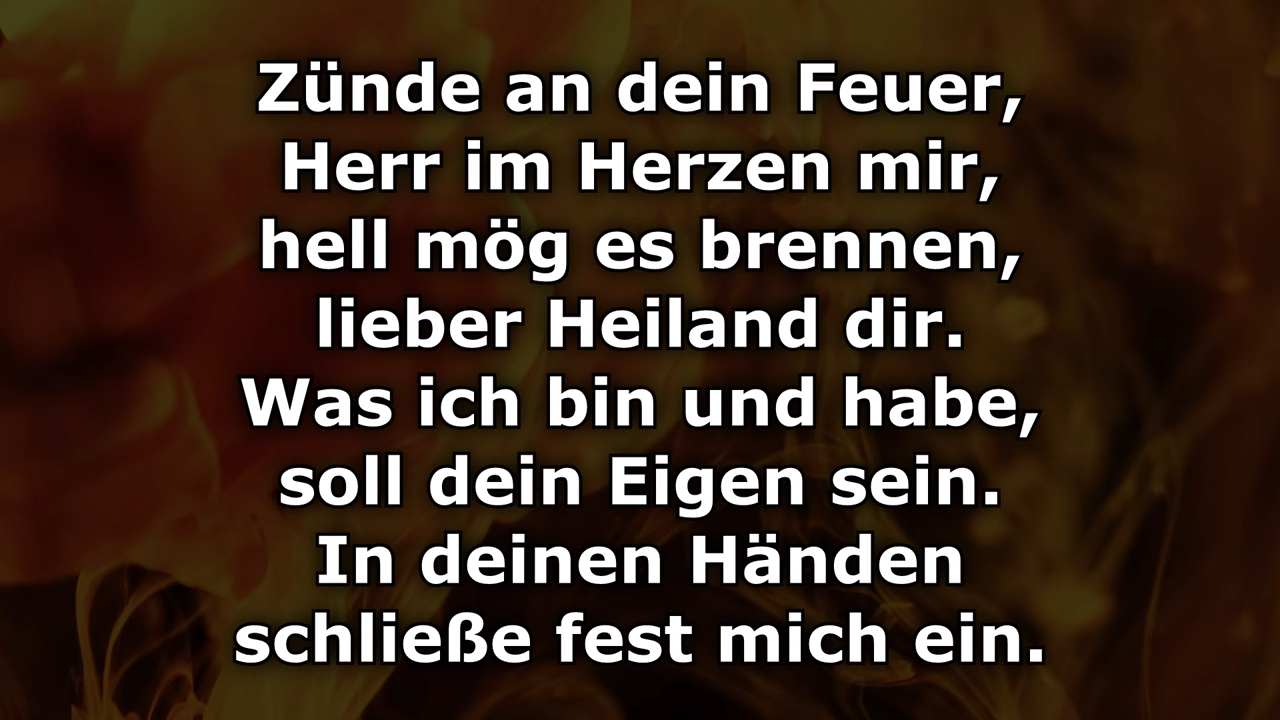 Zünde an dein Feuer,
Herr im Herzen mir,
hell mög es brennen,
lieber Heiland dir.
Was ich bin und habe,
soll dein Eigen sein.
In deinen Händen
schließe fest mich ein.